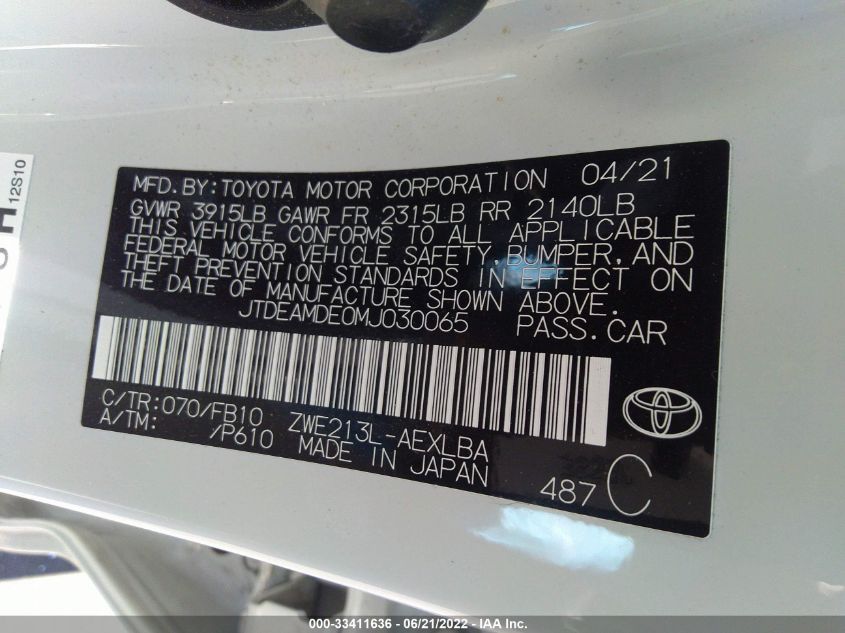 12S10
MFD. BY: TOYOTA MOTOR CORPORATION 04/21
GVWR 3915LB GAWR FR 2315LB RR 2140LB
THIS VEHICLE CONFORMS TO ALL APPLICABLE
FEDERAL MOTOR VEHICLE SAFETY, BUMPER, AND
THEFT PREVENTION STANDARDS IN EFFECT ON
THE DATE OF MANUFACTURE SHOWN ABOVE.
JTDEAMDE0MJ030065 PASS. CAR
C/TR: 070/FB10 ZWE213L-AEXLBA
A/TM: /P610 MADE IN JAPAN
487 C
000-33411636 - 06/21/2022 - IAA Inc.